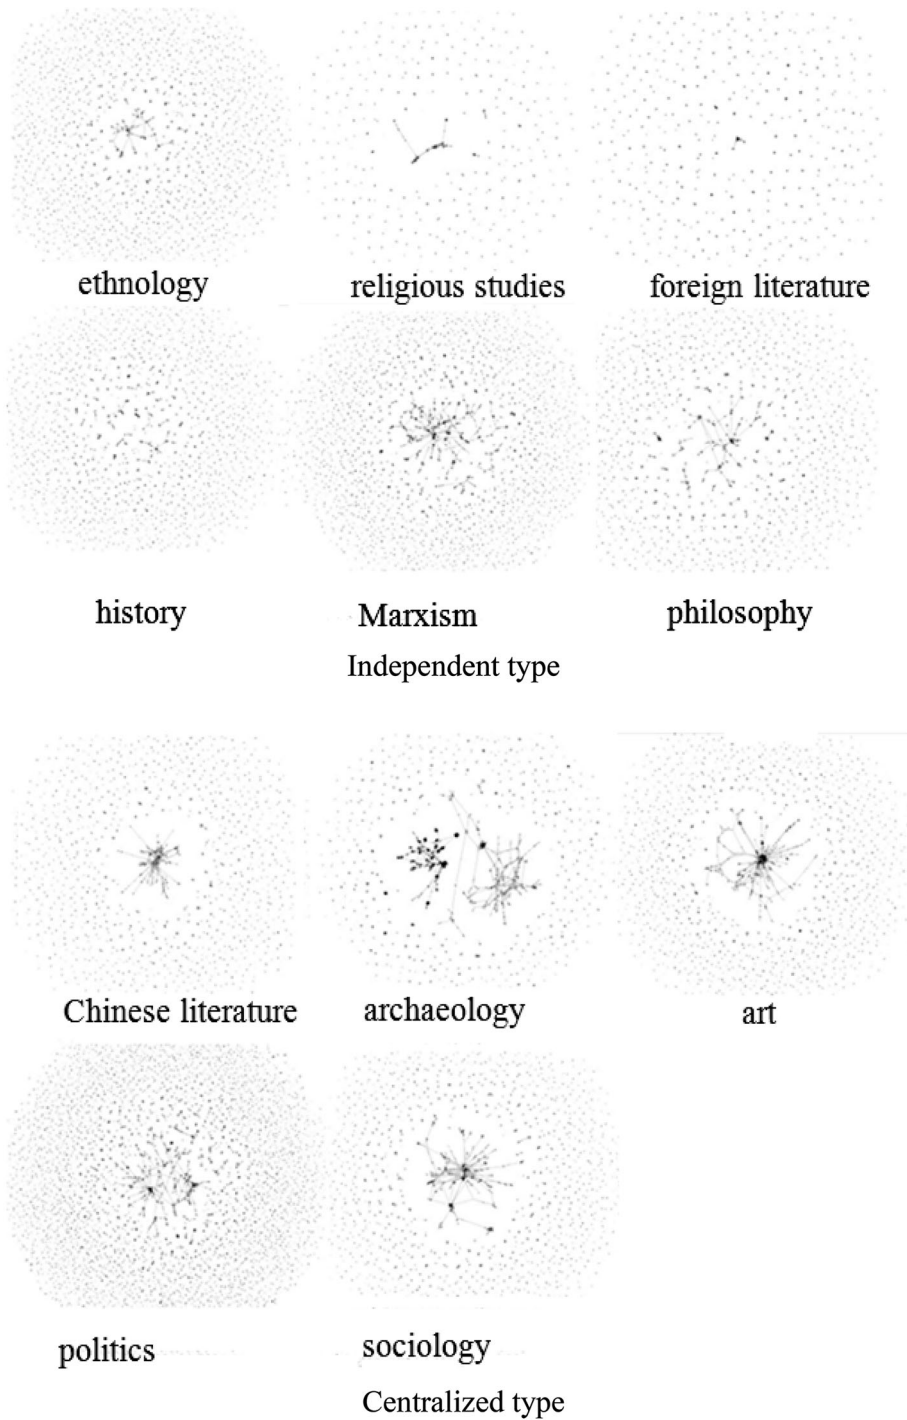 ethnology
religious studies
foreign literature
history
Marxism
philosophy
Independent type
Chinese literature
archaeology
art
politics
sociology
Centralized type